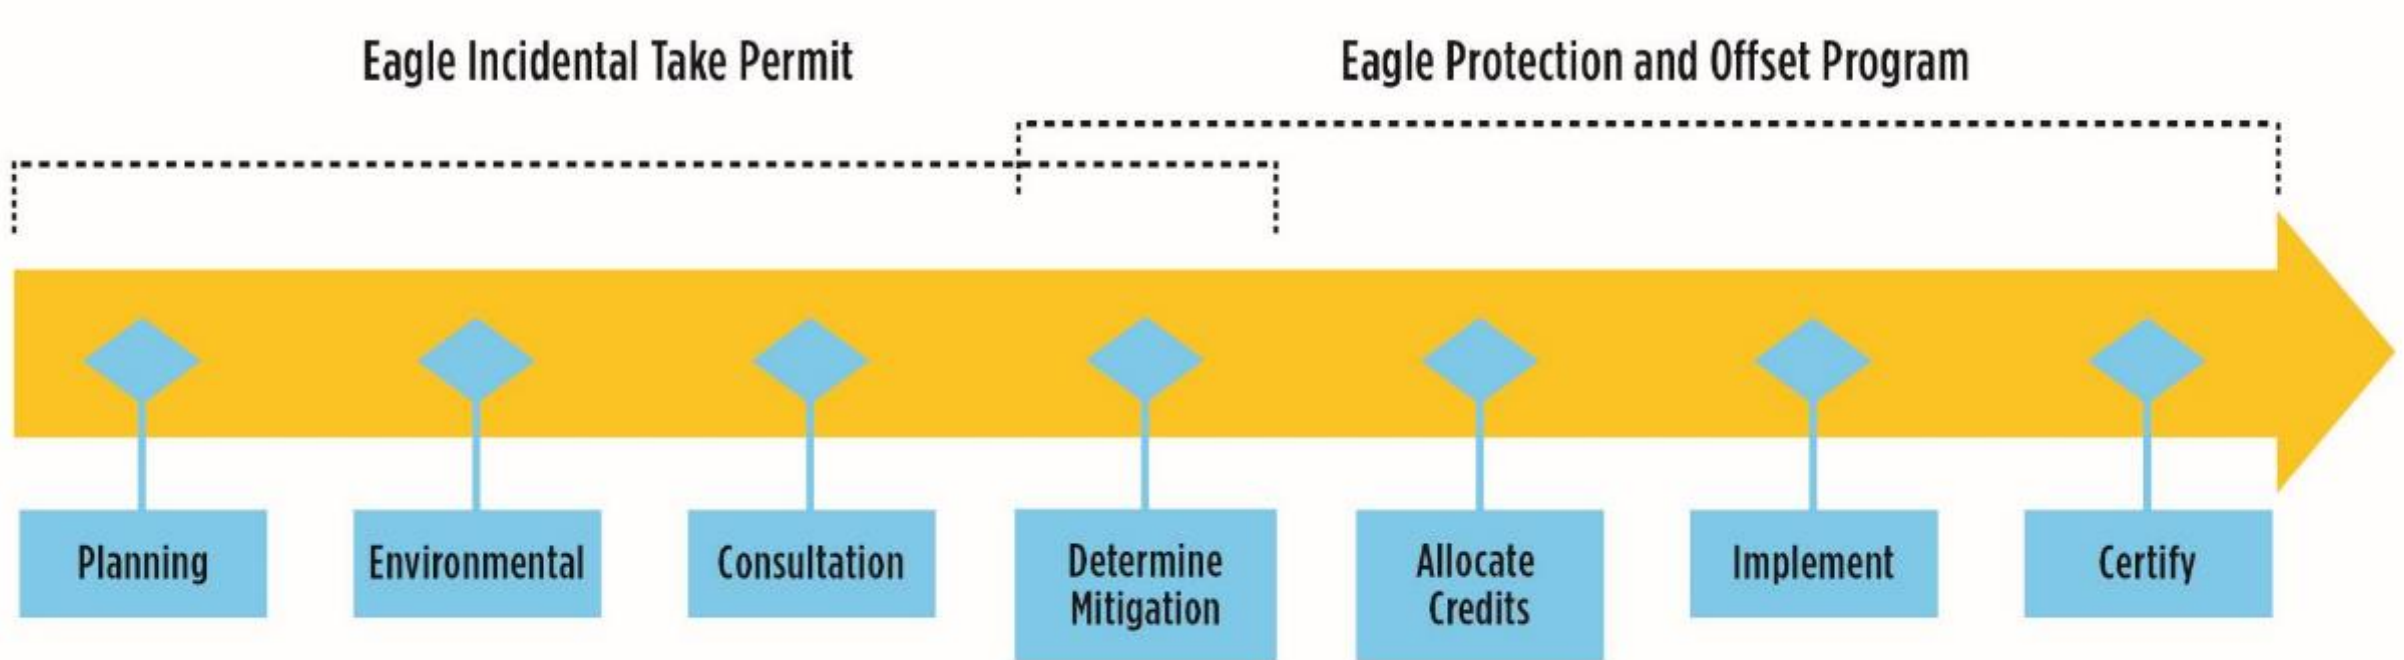 Eagle Incidental Take Permit
Eagle Protection and Offset Program
Planning
Environmental
Consultation
Determine
Mitigation
Allocate
Credits
Implement
Certify